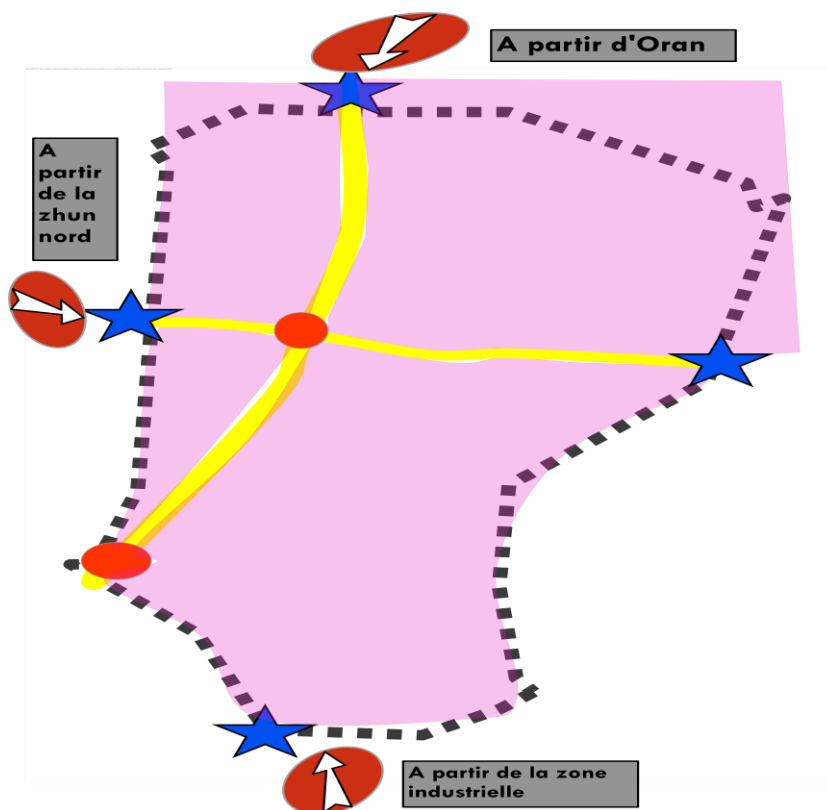 A partir d'Oran
A
partir
de la
zhun
nord
A partir de la zone
industrielle